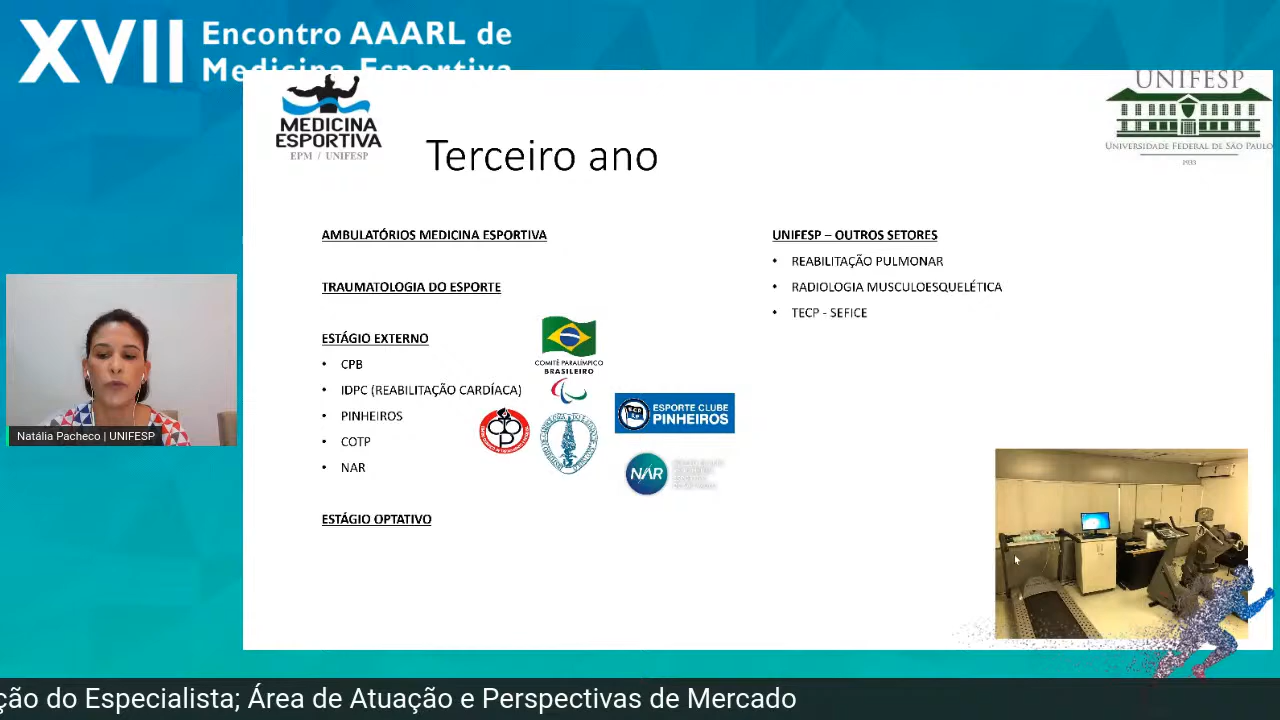 XVII Encontro AAARL de
Medicina Esportiva
MEDICINA
ESPORTIVA
EPM / UNIFESP
UNIFESP
UNIVERSIDADE FEDERAL DE SÃO PAULO
1933
Terceiro ano
AMBULATÓRIOS MEDICINA ESPORTIVA
TRAUMATOLOGIA DO ESPORTE
ESTÁGIO EXTERNO
• CPB
• IDPC (REABILITAÇÃO CARDÍACA)
• PINHEIROS
• COTP
• NAR
ESTÁGIO OPTATIVO
COMITÊ PARALÍMPICO
BRASILEIRO
ESPORTE CLUBE
PINHEIROS
NAR
UNIFESP – OUTROS SETORES
• REABILITAÇÃO PULMONAR
• RADIOLOGIA MUSCULOESQUELÉTICA
• TECP - SEFICE
Natália Pacheco | UNIFESP
ção do Especialista; Área de Atuação e Perspectivas de Mercado